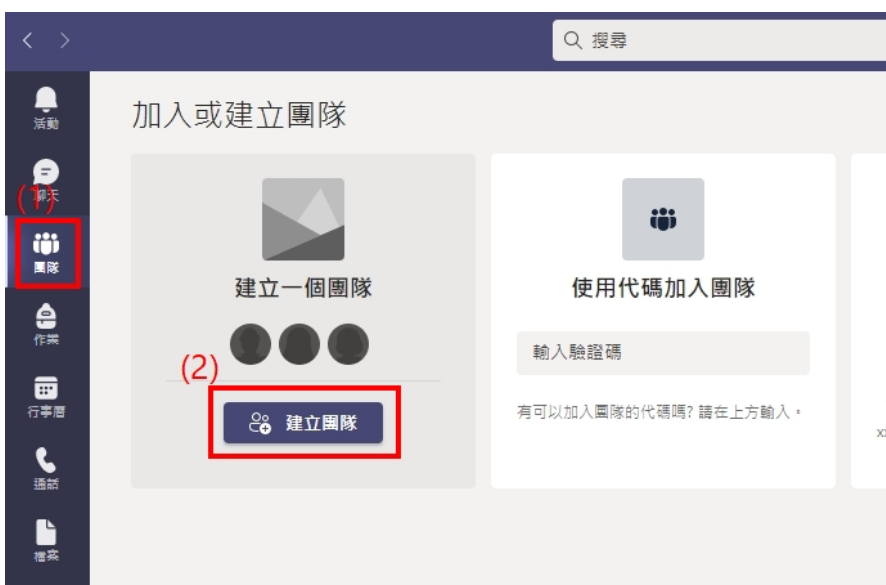 搜尋
活動
聊天
(1)
團隊
作業
行事曆
通話
檔案
加入或建立團隊
建立一個團隊
(2)
建立團隊
使用代碼加入團隊
輸入驗證碼
有可以加入團隊的代碼嗎? 請在上方輸入。